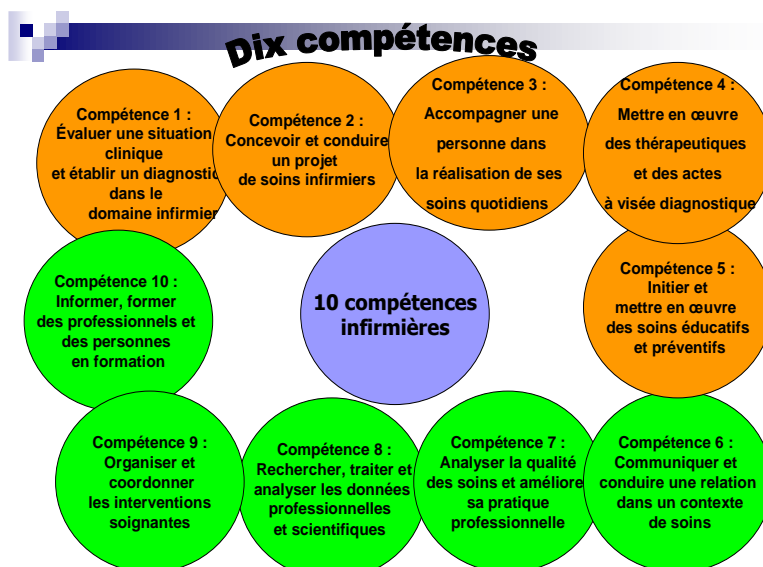 Dix compétences
Compétence 1 :
Évaluer une situation
clinique
et établir un diagnostic
dans le
domaine infirmier
Compétence 2 :
Concevoir et conduire
un projet
de soins infirmiers
Compétence 3 :
Accompagner une
personne dans
la réalisation de ses
soins quotidiens
Compétence 4 :
Mettre en œuvre
des thérapeutiques
et des actes
à visée diagnostique
Compétence 5 :
Initier et
mettre en œuvre
des soins éducatifs
et préventifs
10 compétences
infirmières
Compétence 10 :
Informer, former
des professionnels et
des personnes
en formation
Compétence 9 :
Organiser et
coordonner
les interventions
soignantes
Compétence 8 :
Rechercher, traiter et
analyser les données
professionnelles
et scientifiques
Compétence 7 :
Analyser la qualité
des soins et améliore
sa pratique
professionnelle
Compétence 6 :
Communiquer et
conduire une relation
dans un contexte
de soins